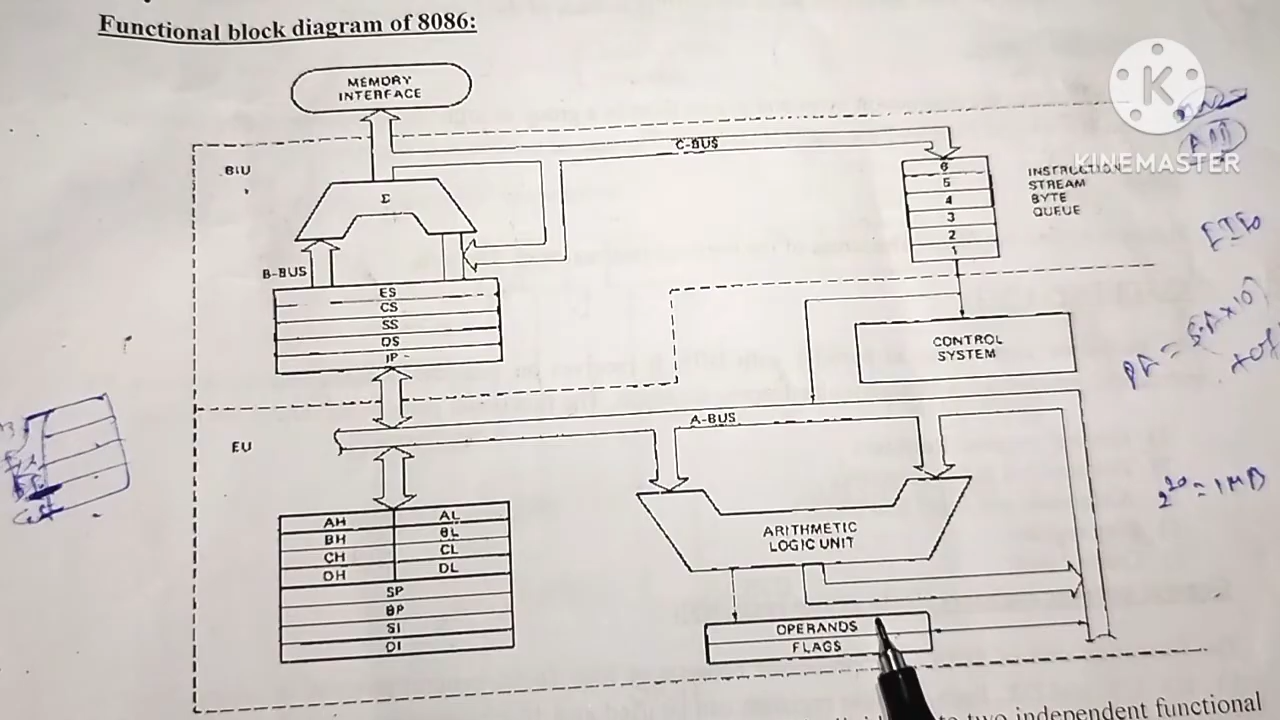 Functional block diagram of 8086:
MEMORY
INTERFACE
C-BUS
BIU
Σ
6
5
4
3
2
1
INSTRUCTION
STREAM
BYTE
QUEUE
KINEMASTER
B-BUS
ES
CS
SS
DS
IP
CONTROL
SYSTEM
A-BUS
EU
AH AL
BH BL
CH CL
DH DL
SP
BP
SI
DI
ARITHMETIC
LOGIC UNIT
OPERANDS
FLAGS
2^20 = 1MB
two independent functional